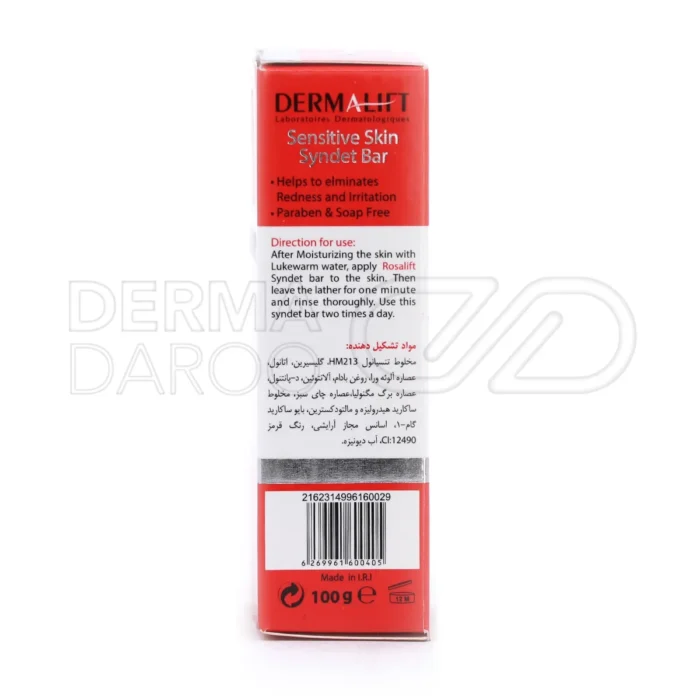 DERMALIFT
Laboratoires Dermatologiques
Sensitive Skin
Syndet Bar
• Helps to elminates
Redness and Irritation
• Paraben & Soap Free
Direction for use:
After Moisturizing the skin with
Lukewarm water, apply Rosalift
Syndet bar to the skin. Then
leave the lather for one minute
and rinse thoroughly. Use this
syndet bar two times a day.
DERMA
DAROO
مواد تشکیل دهنده:
مخلوط تنسیانول HM213، گلیسیرین، اتانول،
عصاره آلوئه ورا، روغن بادام، آلانتوئین، د-پانتنول،
عصاره برگ مگنولیا،عصاره چای سبز، مخلوط
ساکارید هیدرولیزه و مالتودکسترین، بایو ساکارید
گام-۱، اسانس مجاز آرایشی، رنگ قرمز
CI:12490، آب دیونیزه.
2162314996160029
6 269961 600405
Made in I.R.I
100g e
12 M